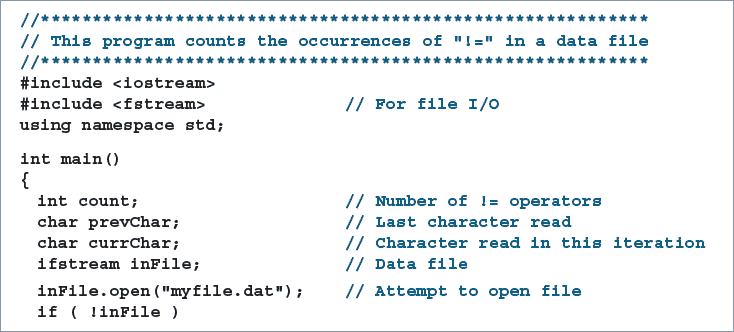 //***********************************************************
// This program counts the occurrences of "!=" in a data file
//***********************************************************
#include <iostream>
#include <fstream> // For file I/O
using namespace std;
int main()
{
int count; // Number of != operators
char prevChar; // Last character read
char currChar; // Character read in this iteration
ifstream inFile; // Data file
inFile.open("myfile.dat"); // Attempt to open file
if ( !inFile )